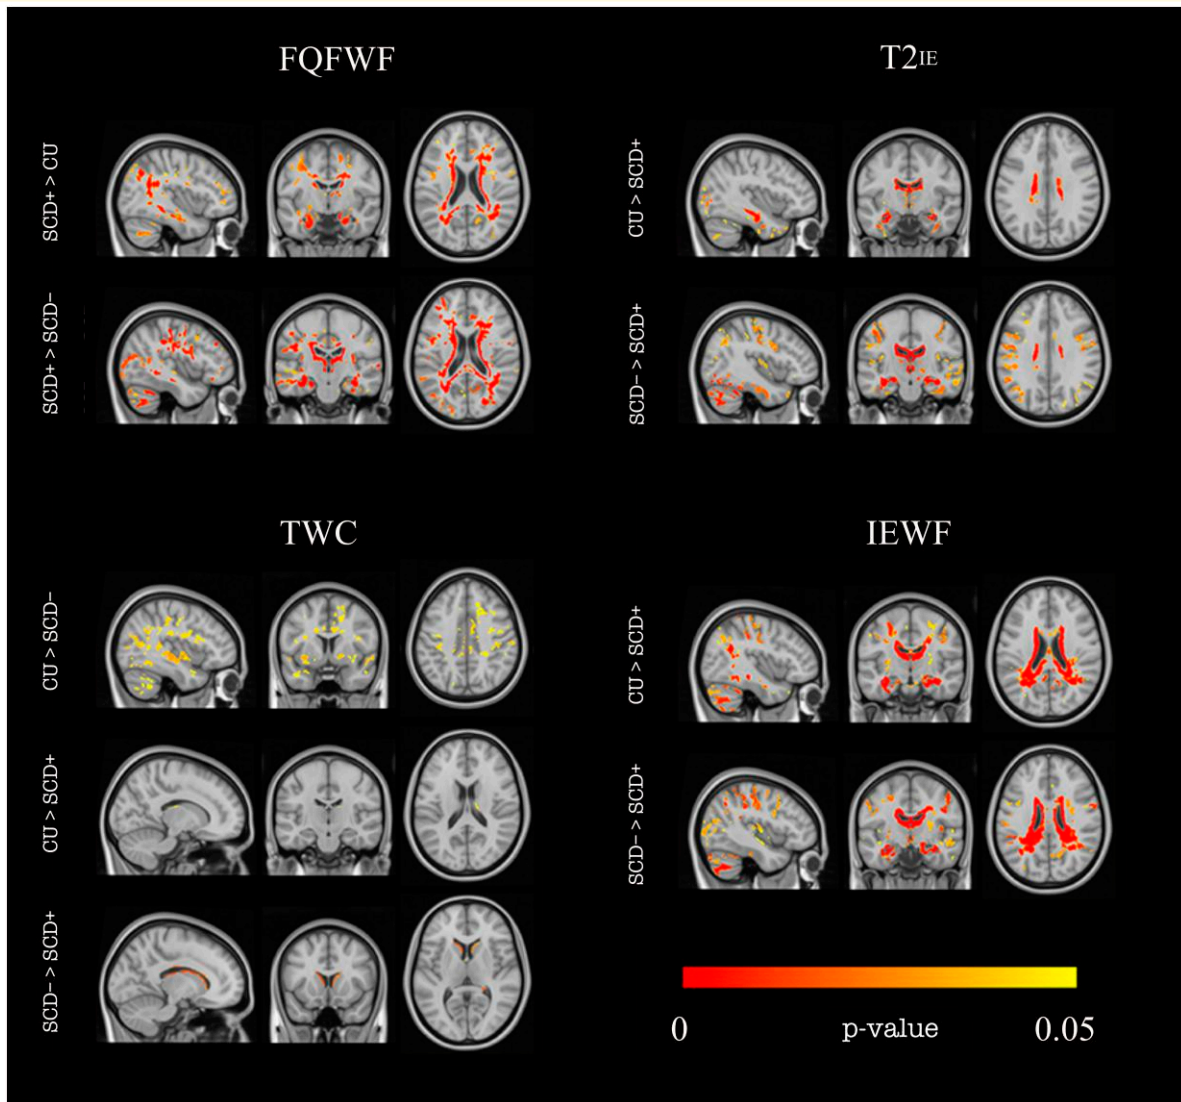 FQFWF
SCD+ > CU
SCD+ > SCD−
T2IE
CU > SCD+
SCD− > SCD+
TWC
CU > SCD−
CU > SCD+
SCD− > SCD+
IEWF
CU > SCD+
SCD− > SCD+
0 p-value 0.05